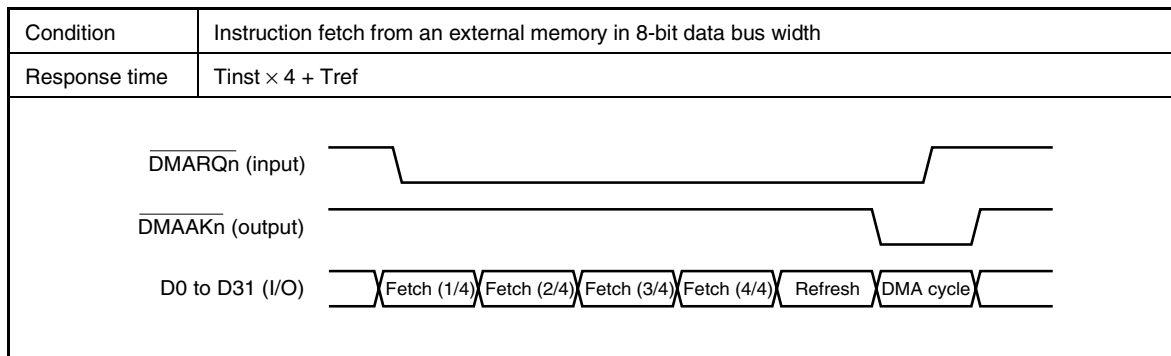 Condition Instruction fetch from an external memory in 8-bit data bus width
Response time Tinst × 4 + Tref
DMARQn (input)
DMAAKn (output)
D0 to D31 (I/O) Fetch (1/4) Fetch (2/4) Fetch (3/4) Fetch (4/4) Refresh DMA cycle